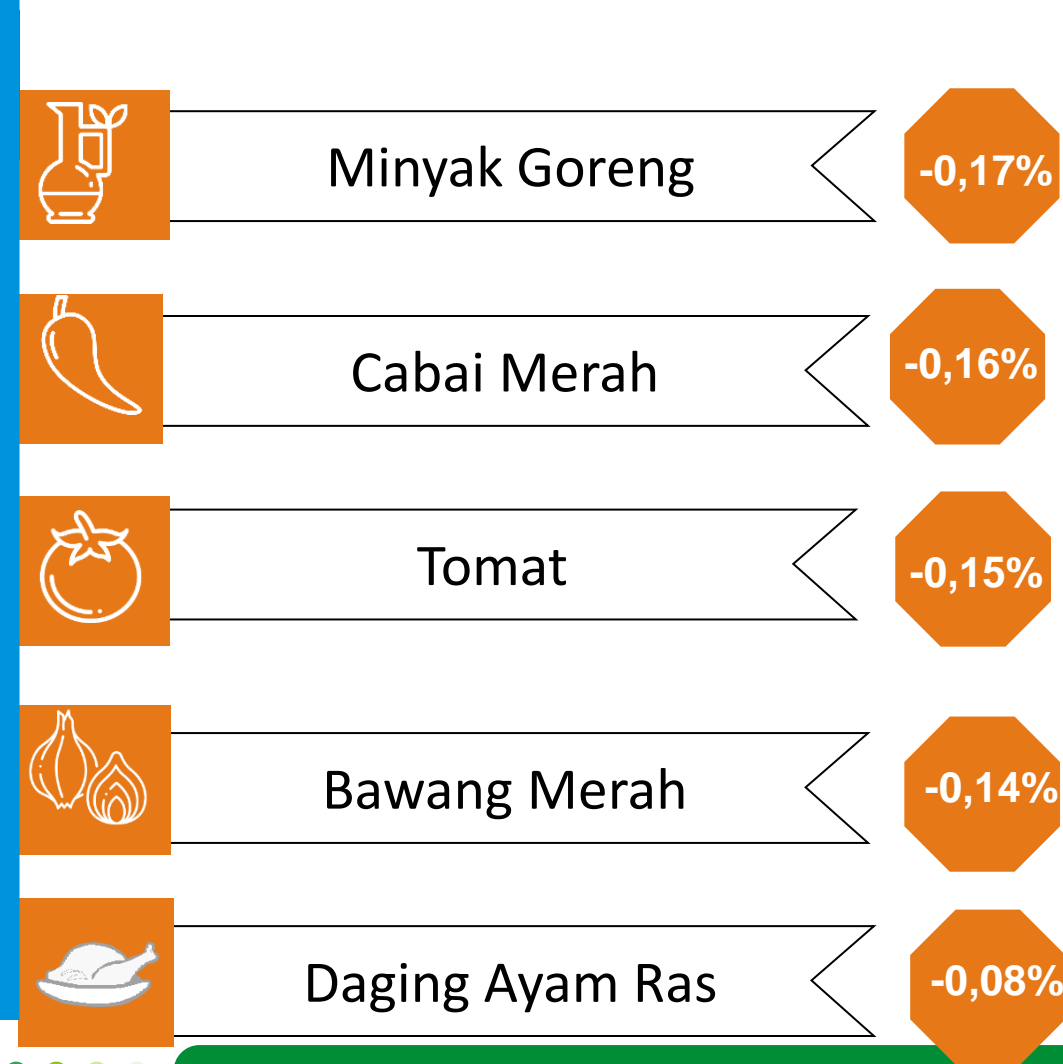 Minyak Goreng
-0,17%
Cabai Merah
-0,16%
Tomat
-0,15%
Bawang Merah
-0,14%
Daging Ayam Ras
-0,08%